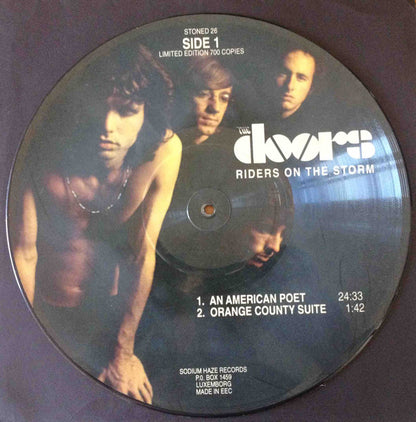 STONED 26
SIDE 1
LIMITED EDITION 700 COPIES
THE
doors
RIDERS ON THE STORM
1. AN AMERICAN POET 24:33
2. ORANGE COUNTY SUITE 1:42
SODIUM HAZE RECORDS
P.o. BOX 1459
LUXEMBORG
MADE IN EEC